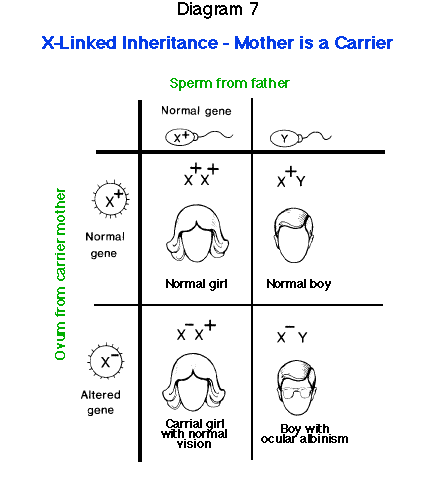 Diagram 7
X-Linked Inheritance - Mother is a Carrier
Sperm from father
Normal gene
X+
Y
Ovum from carrier mother
X+
Normal
gene
X+X+
Normal girl
X+Y
Normal boy
X-
Altered
gene
X-X+
Carrial girl
with normal
vision
X-Y
Boy with
ocular albinism